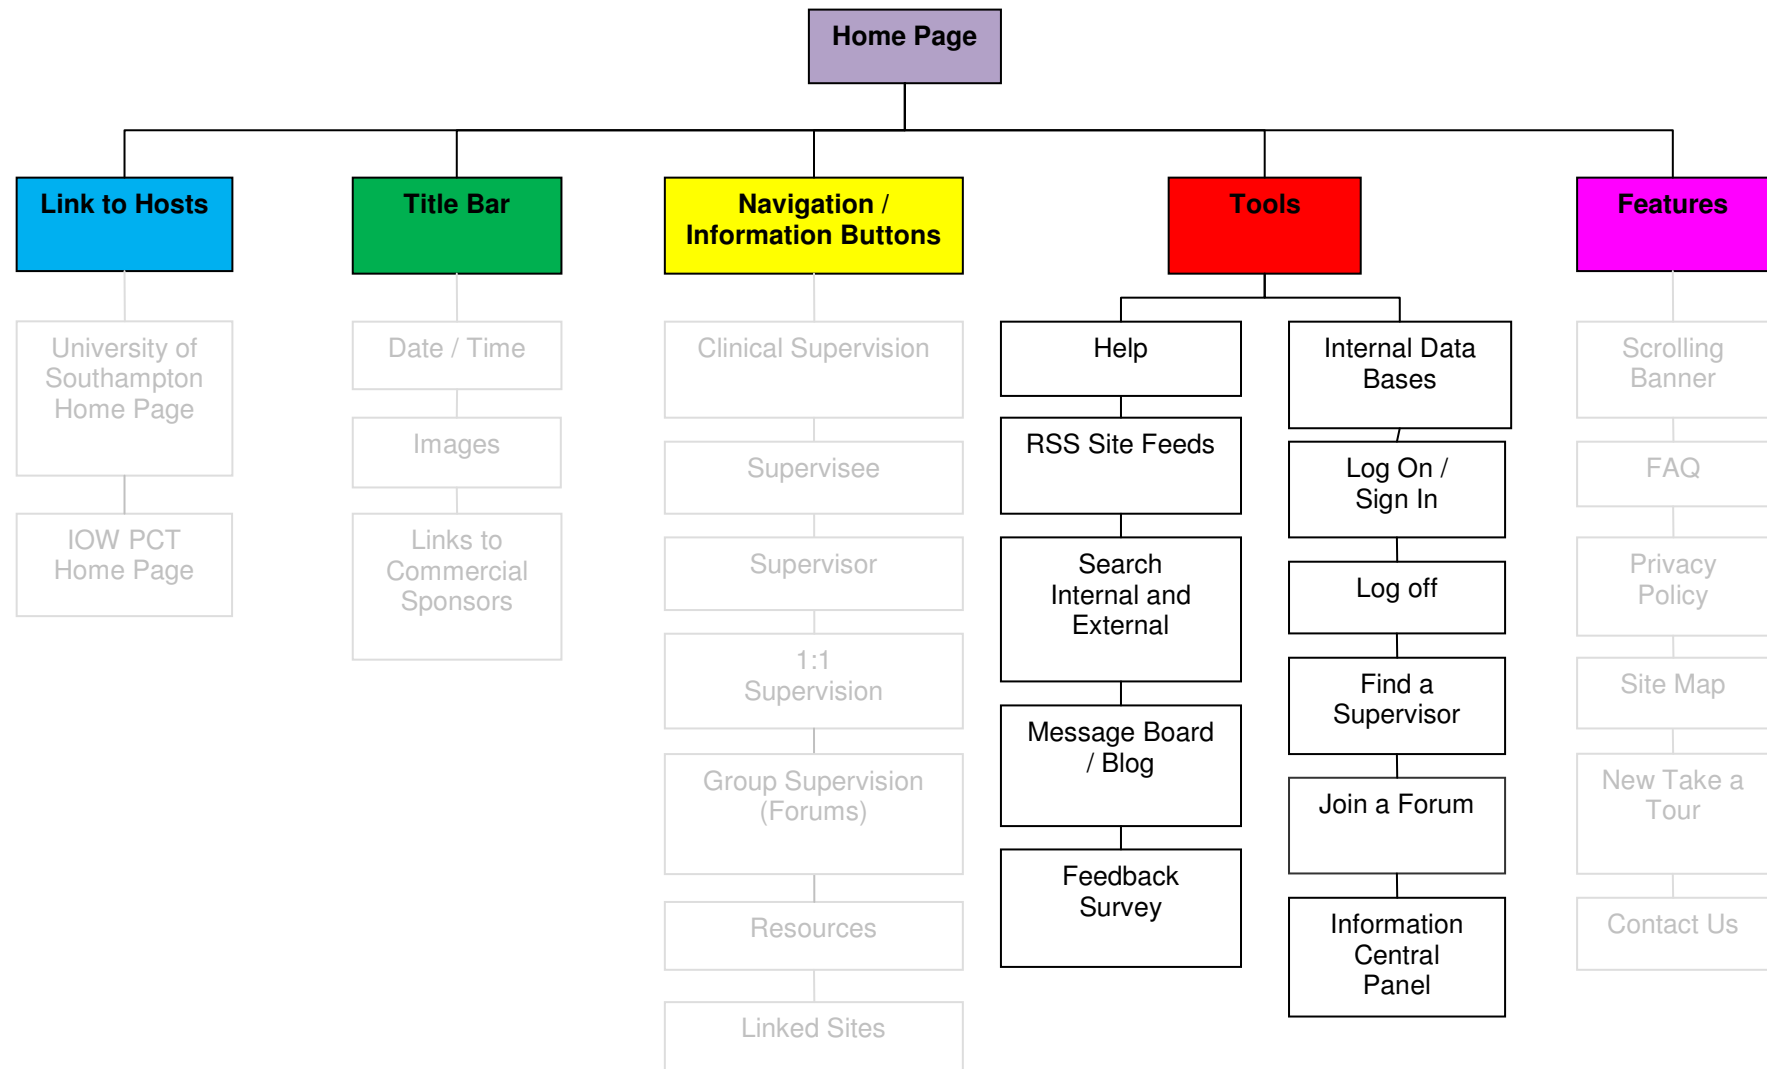 Home Page
Link to Hosts
Title Bar
Navigation /
Information Buttons
Tools
Features
University of
Southampton
Home Page
IOW PCT
Home Page
Date / Time
Images
Links to
Commercial
Sponsors
Clinical Supervision
Supervisee
Supervisor
1:1
Supervision
Group Supervision
(Forums)
Resources
Linked Sites
Help
RSS Site Feeds
Search
Internal and
External
Message Board
/ Blog
Feedback
Survey
Internal Data
Bases
Log On /
Sign In
Log off
Find a
Supervisor
Join a Forum
Information
Central
Panel
Scrolling
Banner
FAQ
Privacy
Policy
Site Map
New Take a
Tour
Contact Us